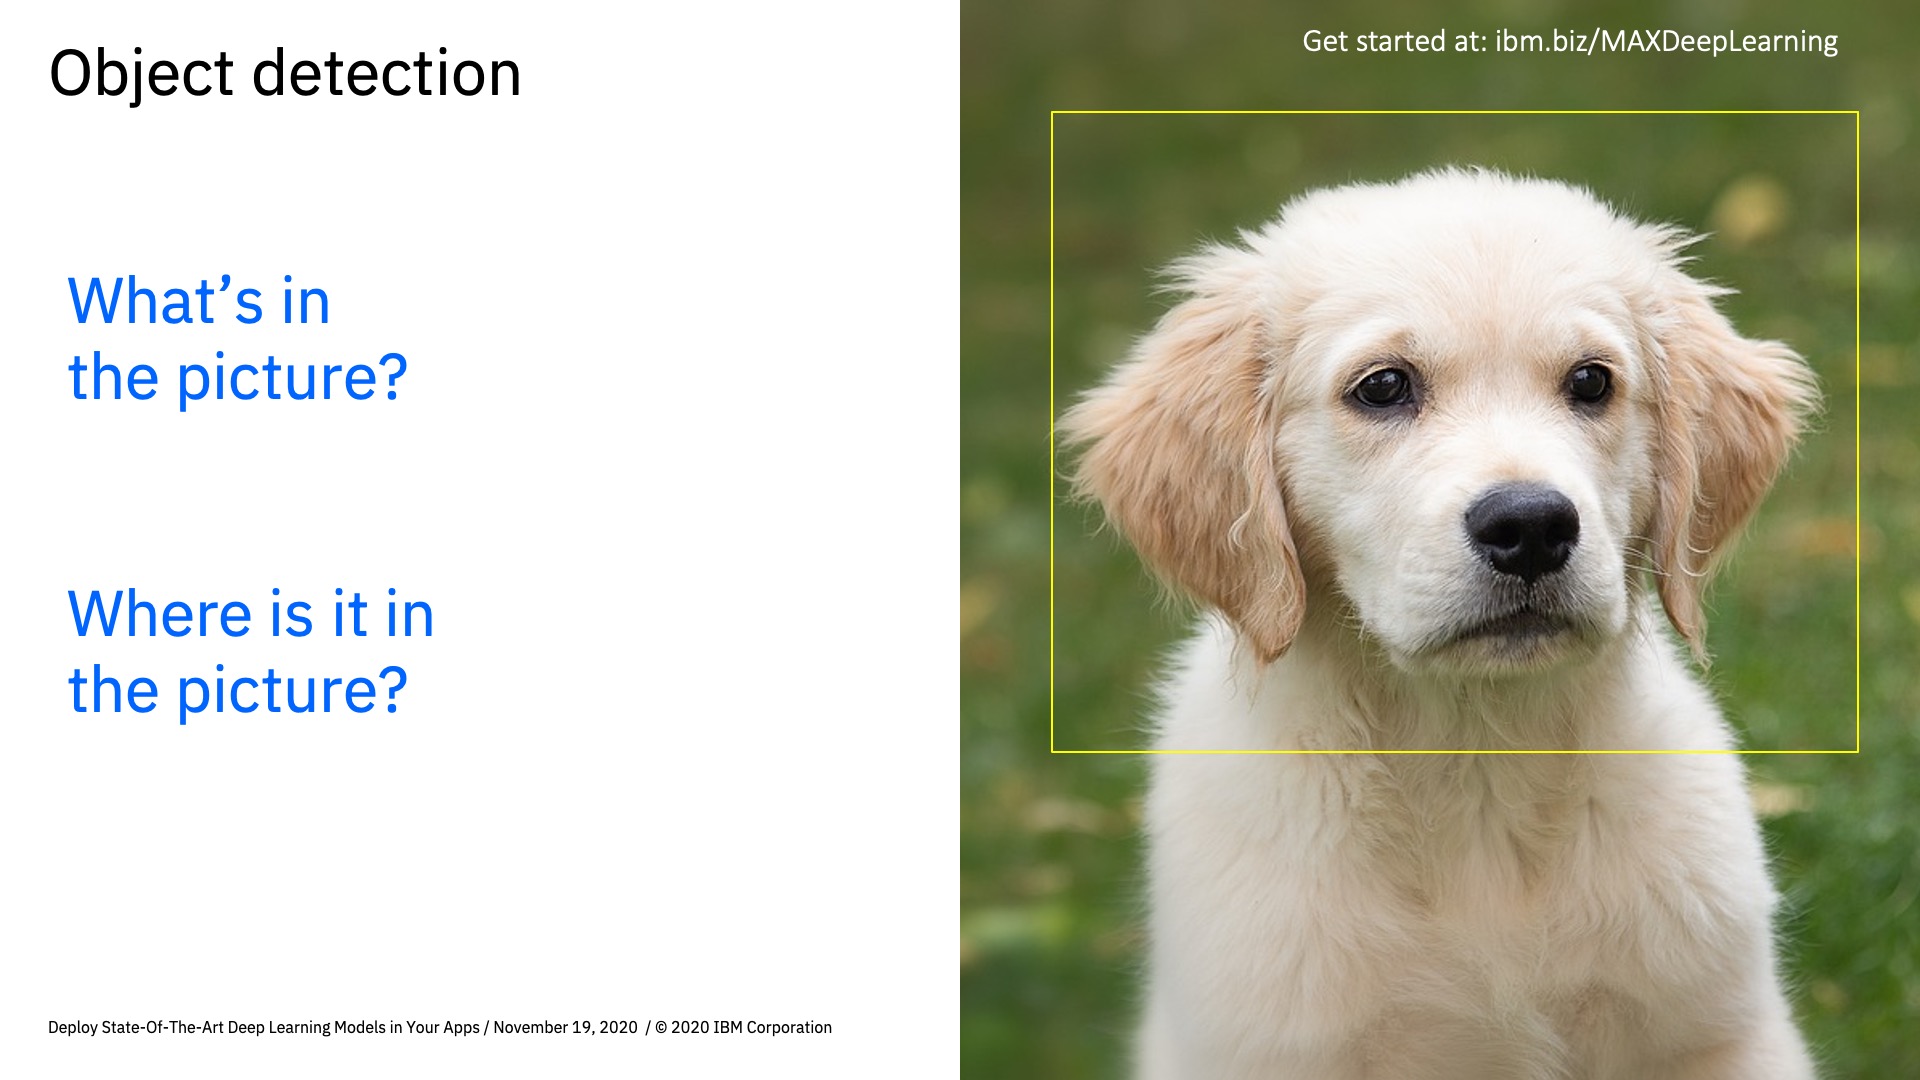 Object detection
Get started at: ibm.biz/MAXDeepLearning
What’s in
the picture?
Where is it in
the picture?
Deploy State-Of-The-Art Deep Learning Models in Your Apps / November 19, 2020 / © 2020 IBM Corporation